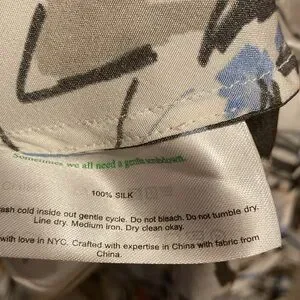 Sometimes we all need a gentle
100% SILK
ash cold inside out gentle cycle. Do not bleach. Do not tumble dry.
Line dry. Medium iron. Dry clean okay.
with love in NYC. Crafted with expertise in China with fabric from
China.